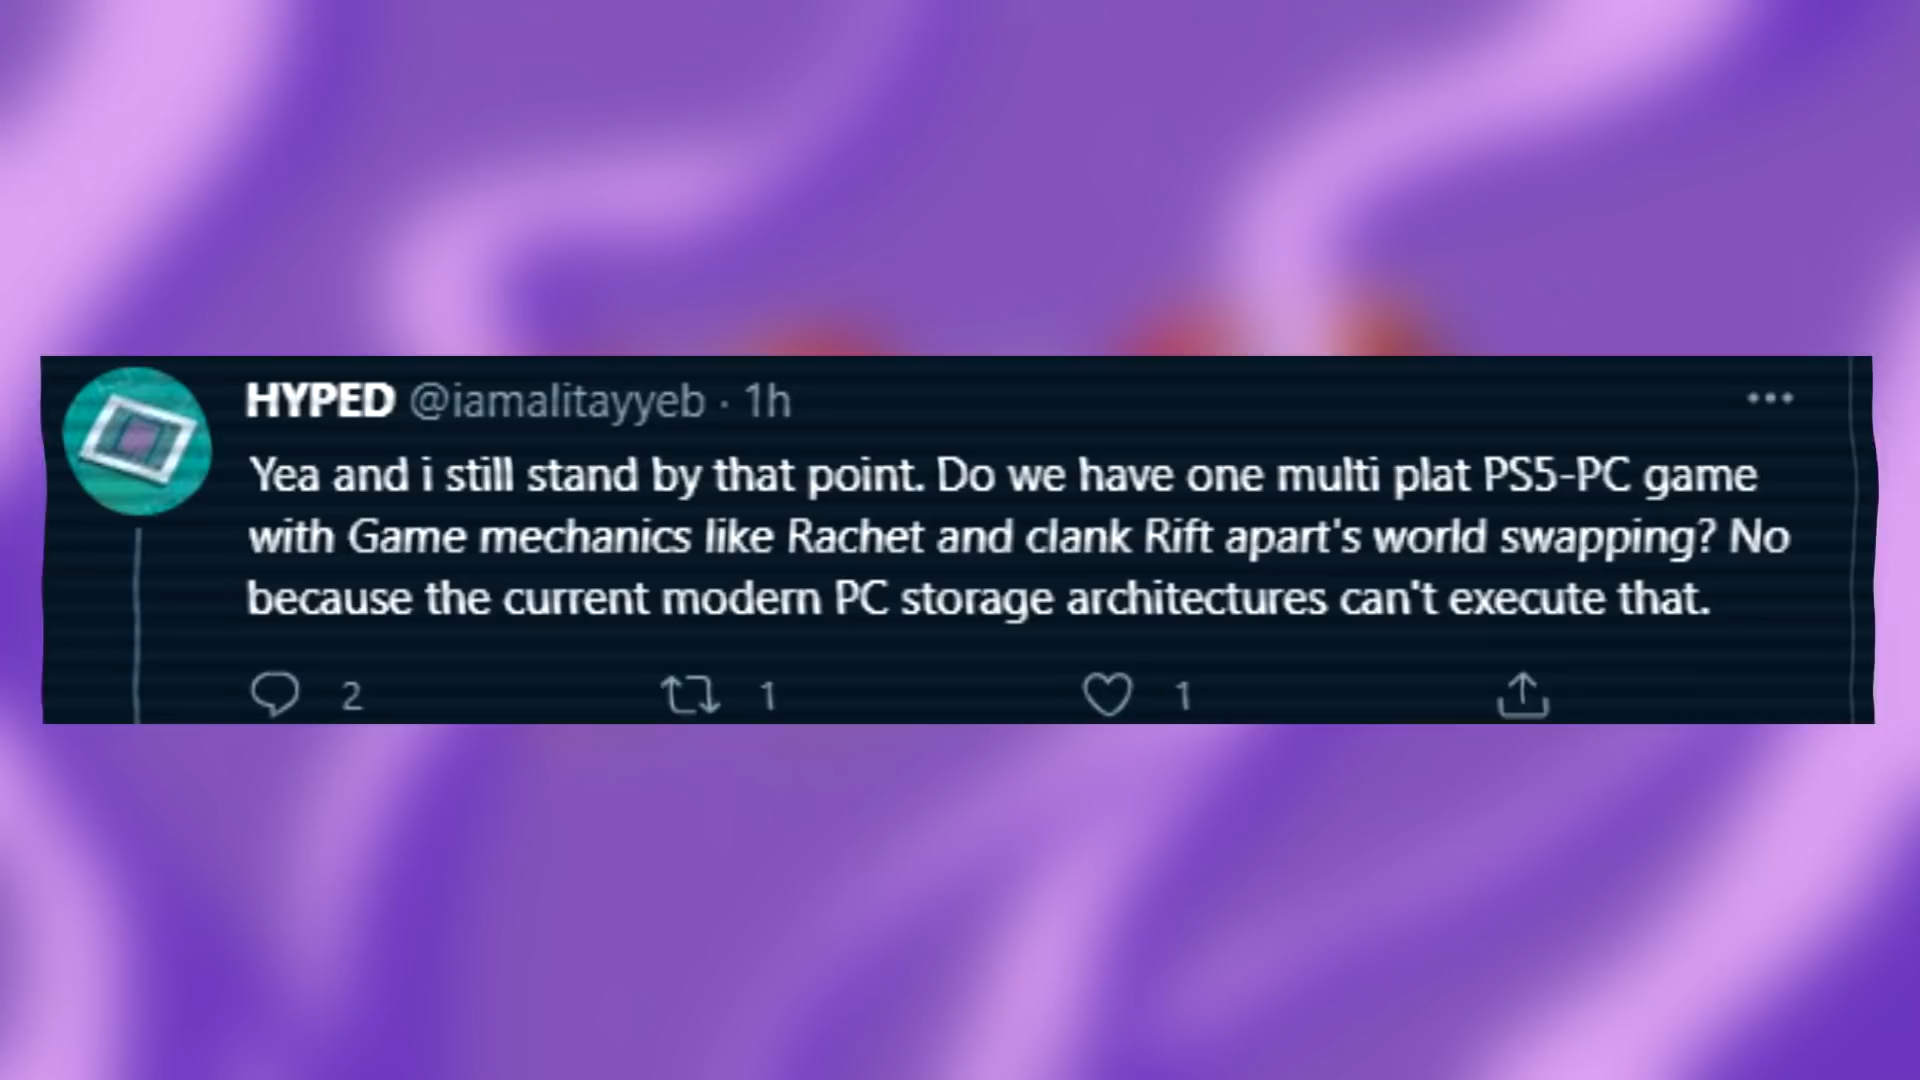 HYPED @iamalitayyeb · 1h
Yea and i still stand by that point. Do we have one multi plat PS5-PC game
with Game mechanics like Rachet and clank Rift apart's world swapping? No
because the current modern PC storage architectures can't execute that.
2 1 1